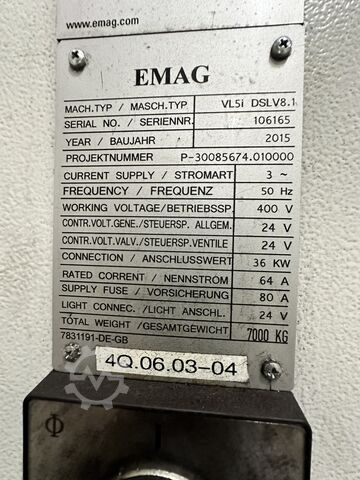 www.emag.com
EMAG
MACH.TYP / MASCH.TYP VL5i DSLV8.1
SERIAL NO. / SERIENNR. 106165
YEAR / BAUJAHR 2015
PROJEKTNUMMER P-30085674.010000
CURRENT SUPPLY / STROMART 3 ~
FREQUENCY / FREQUENZ 50 Hz
WORKING VOLTAGE/BETRIEBSSP. 400 V
CONTR.VOLT.GENE./STEUERSP. ALLGEM. 24 V
CONTR.VOLT.VALV./STEUERSP.VENTILE 24 V
CONNECTION / ANSCHLUSSWERT 36 KW
RATED CORRENT / NENNSTROM 64 A
SUPPLY FUSE / VORSICHERUNG 80 A
LIGHT CONNEC. /LICHT ANSCHL. 24 V
TOTAL WEIGHT /GESAMTGEWICHT 7000 KG
7831191-DE-GB
4Q.06.03-04